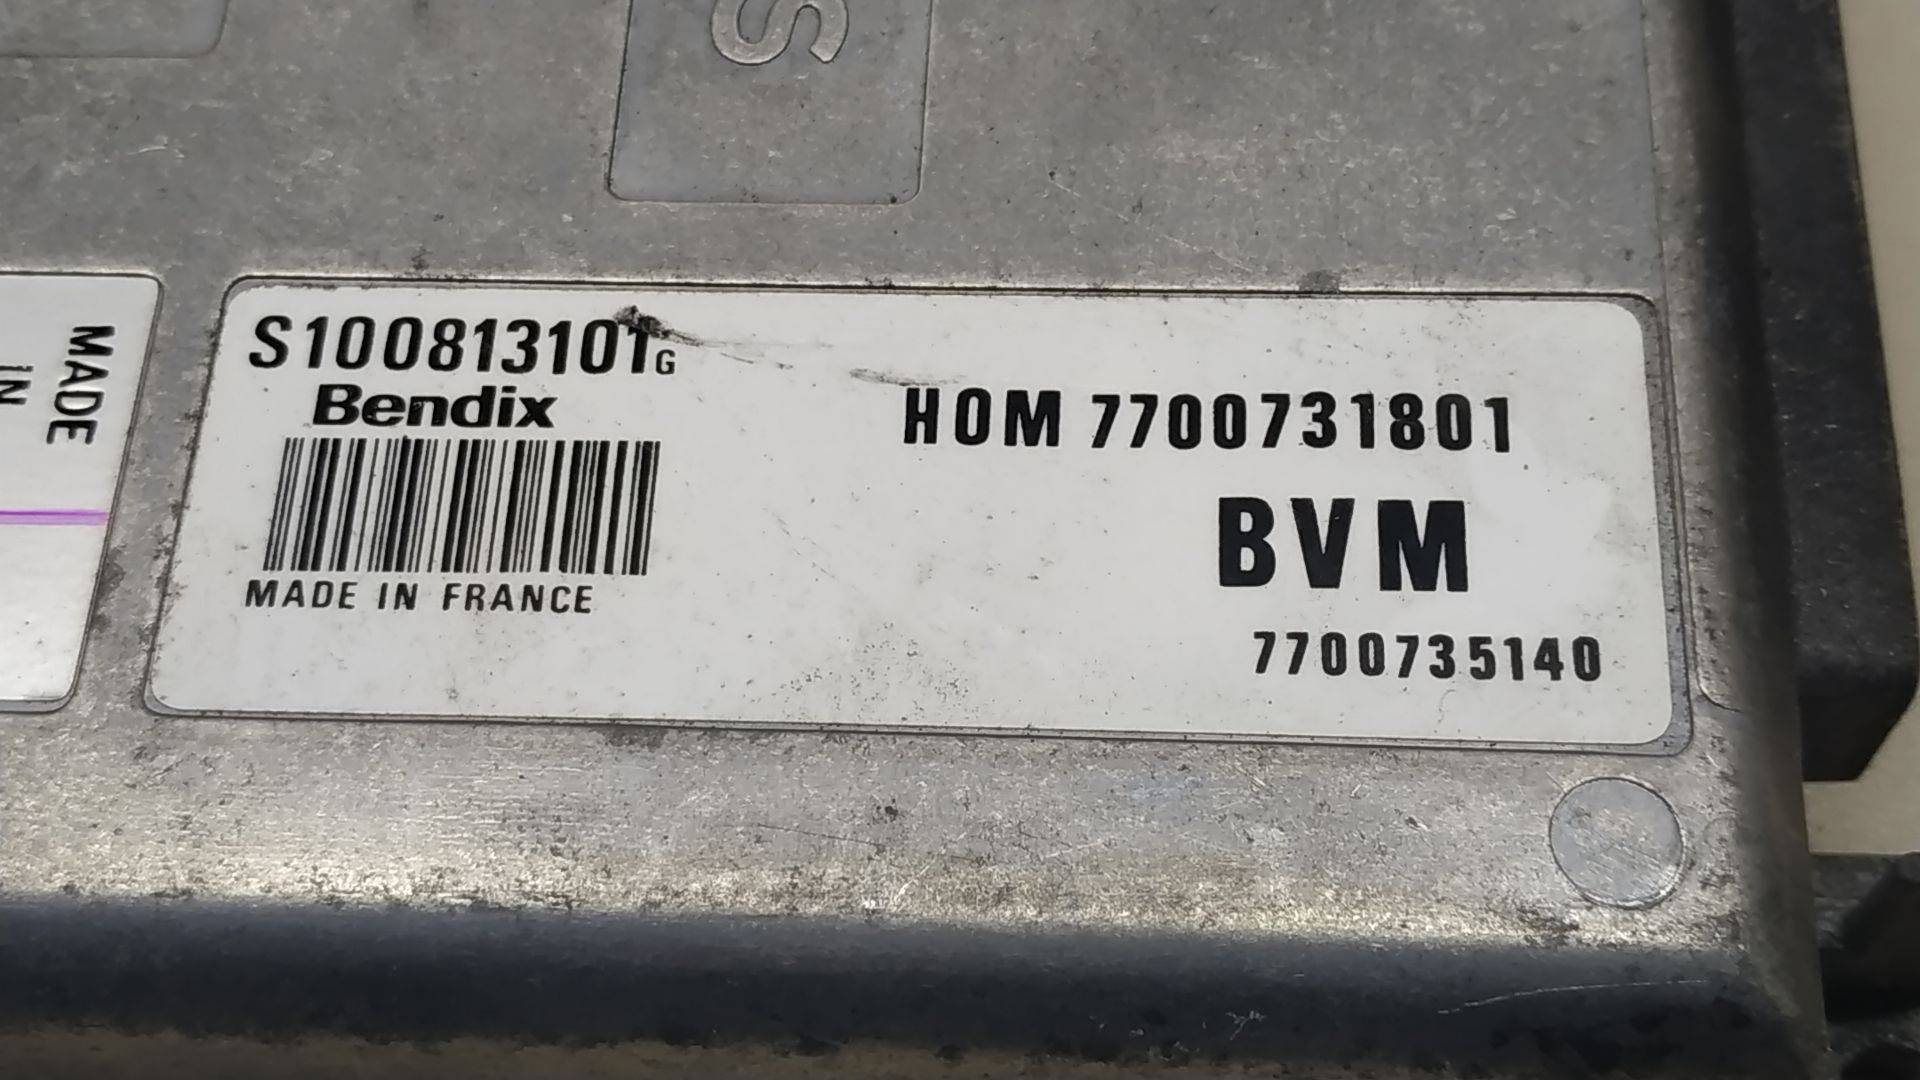 S
MADE
IN
S100813101G
Bendix
MADE IN FRANCE
HOM 7700731801
BVM
7700735140